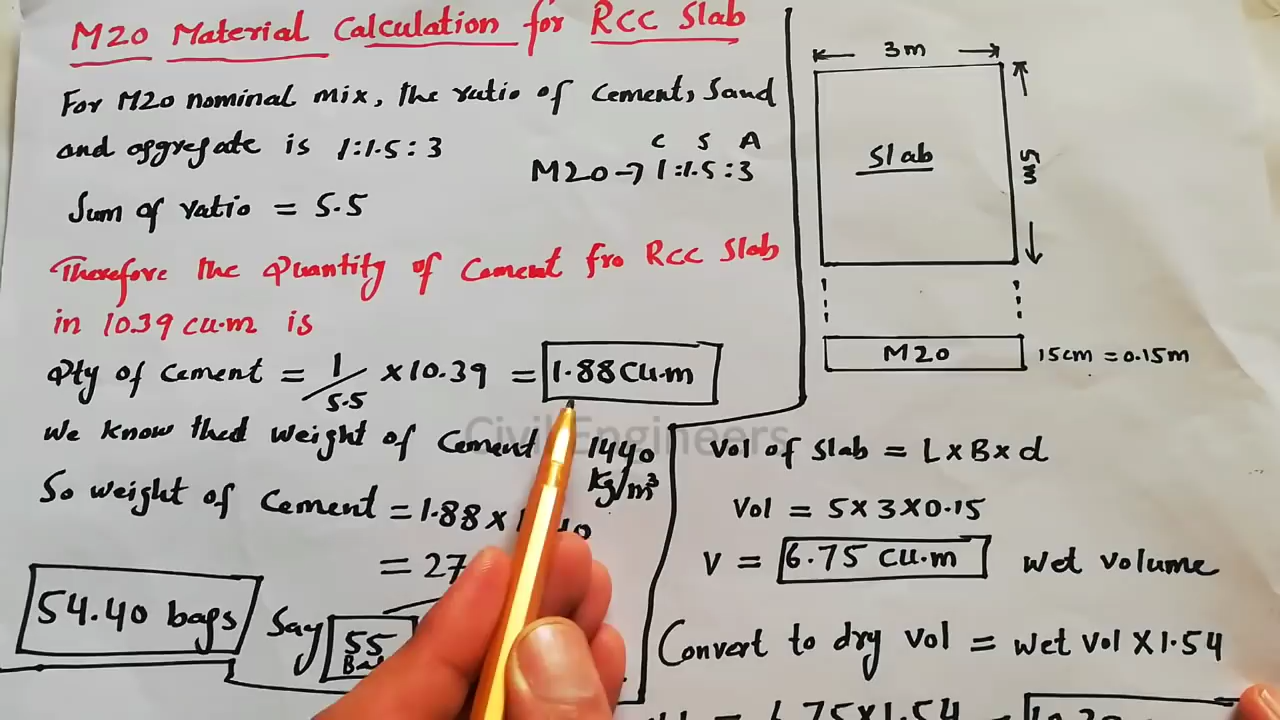 M20 Material Calculation for RCC Slab
For M20 nominal mix, the ratio of Cement, Sand
and aggregate is 1:1.5:3
C S A
M20→ 1:1.5:3
Sum of ratio = 5.5
Therefore the Quantity of Cement fro RCC Slab
in 10.39 cu.m is
Qty of Cement = 1/5.5 × 10.39 = 1.88 cu.m
We know that weight of Cement 1440
Kg/m³
So weight of Cement = 1.88 ×
= 27
54.40 bags Say 55
3m
Slab
5m
M20 15cm = 0.15m
Vol of Slab = L×B×d
Vol = 5×3×0.15
V = 6.75 cu.m wet volume
Convert to dry vol = wet vol × 1.54
Civil Engineers